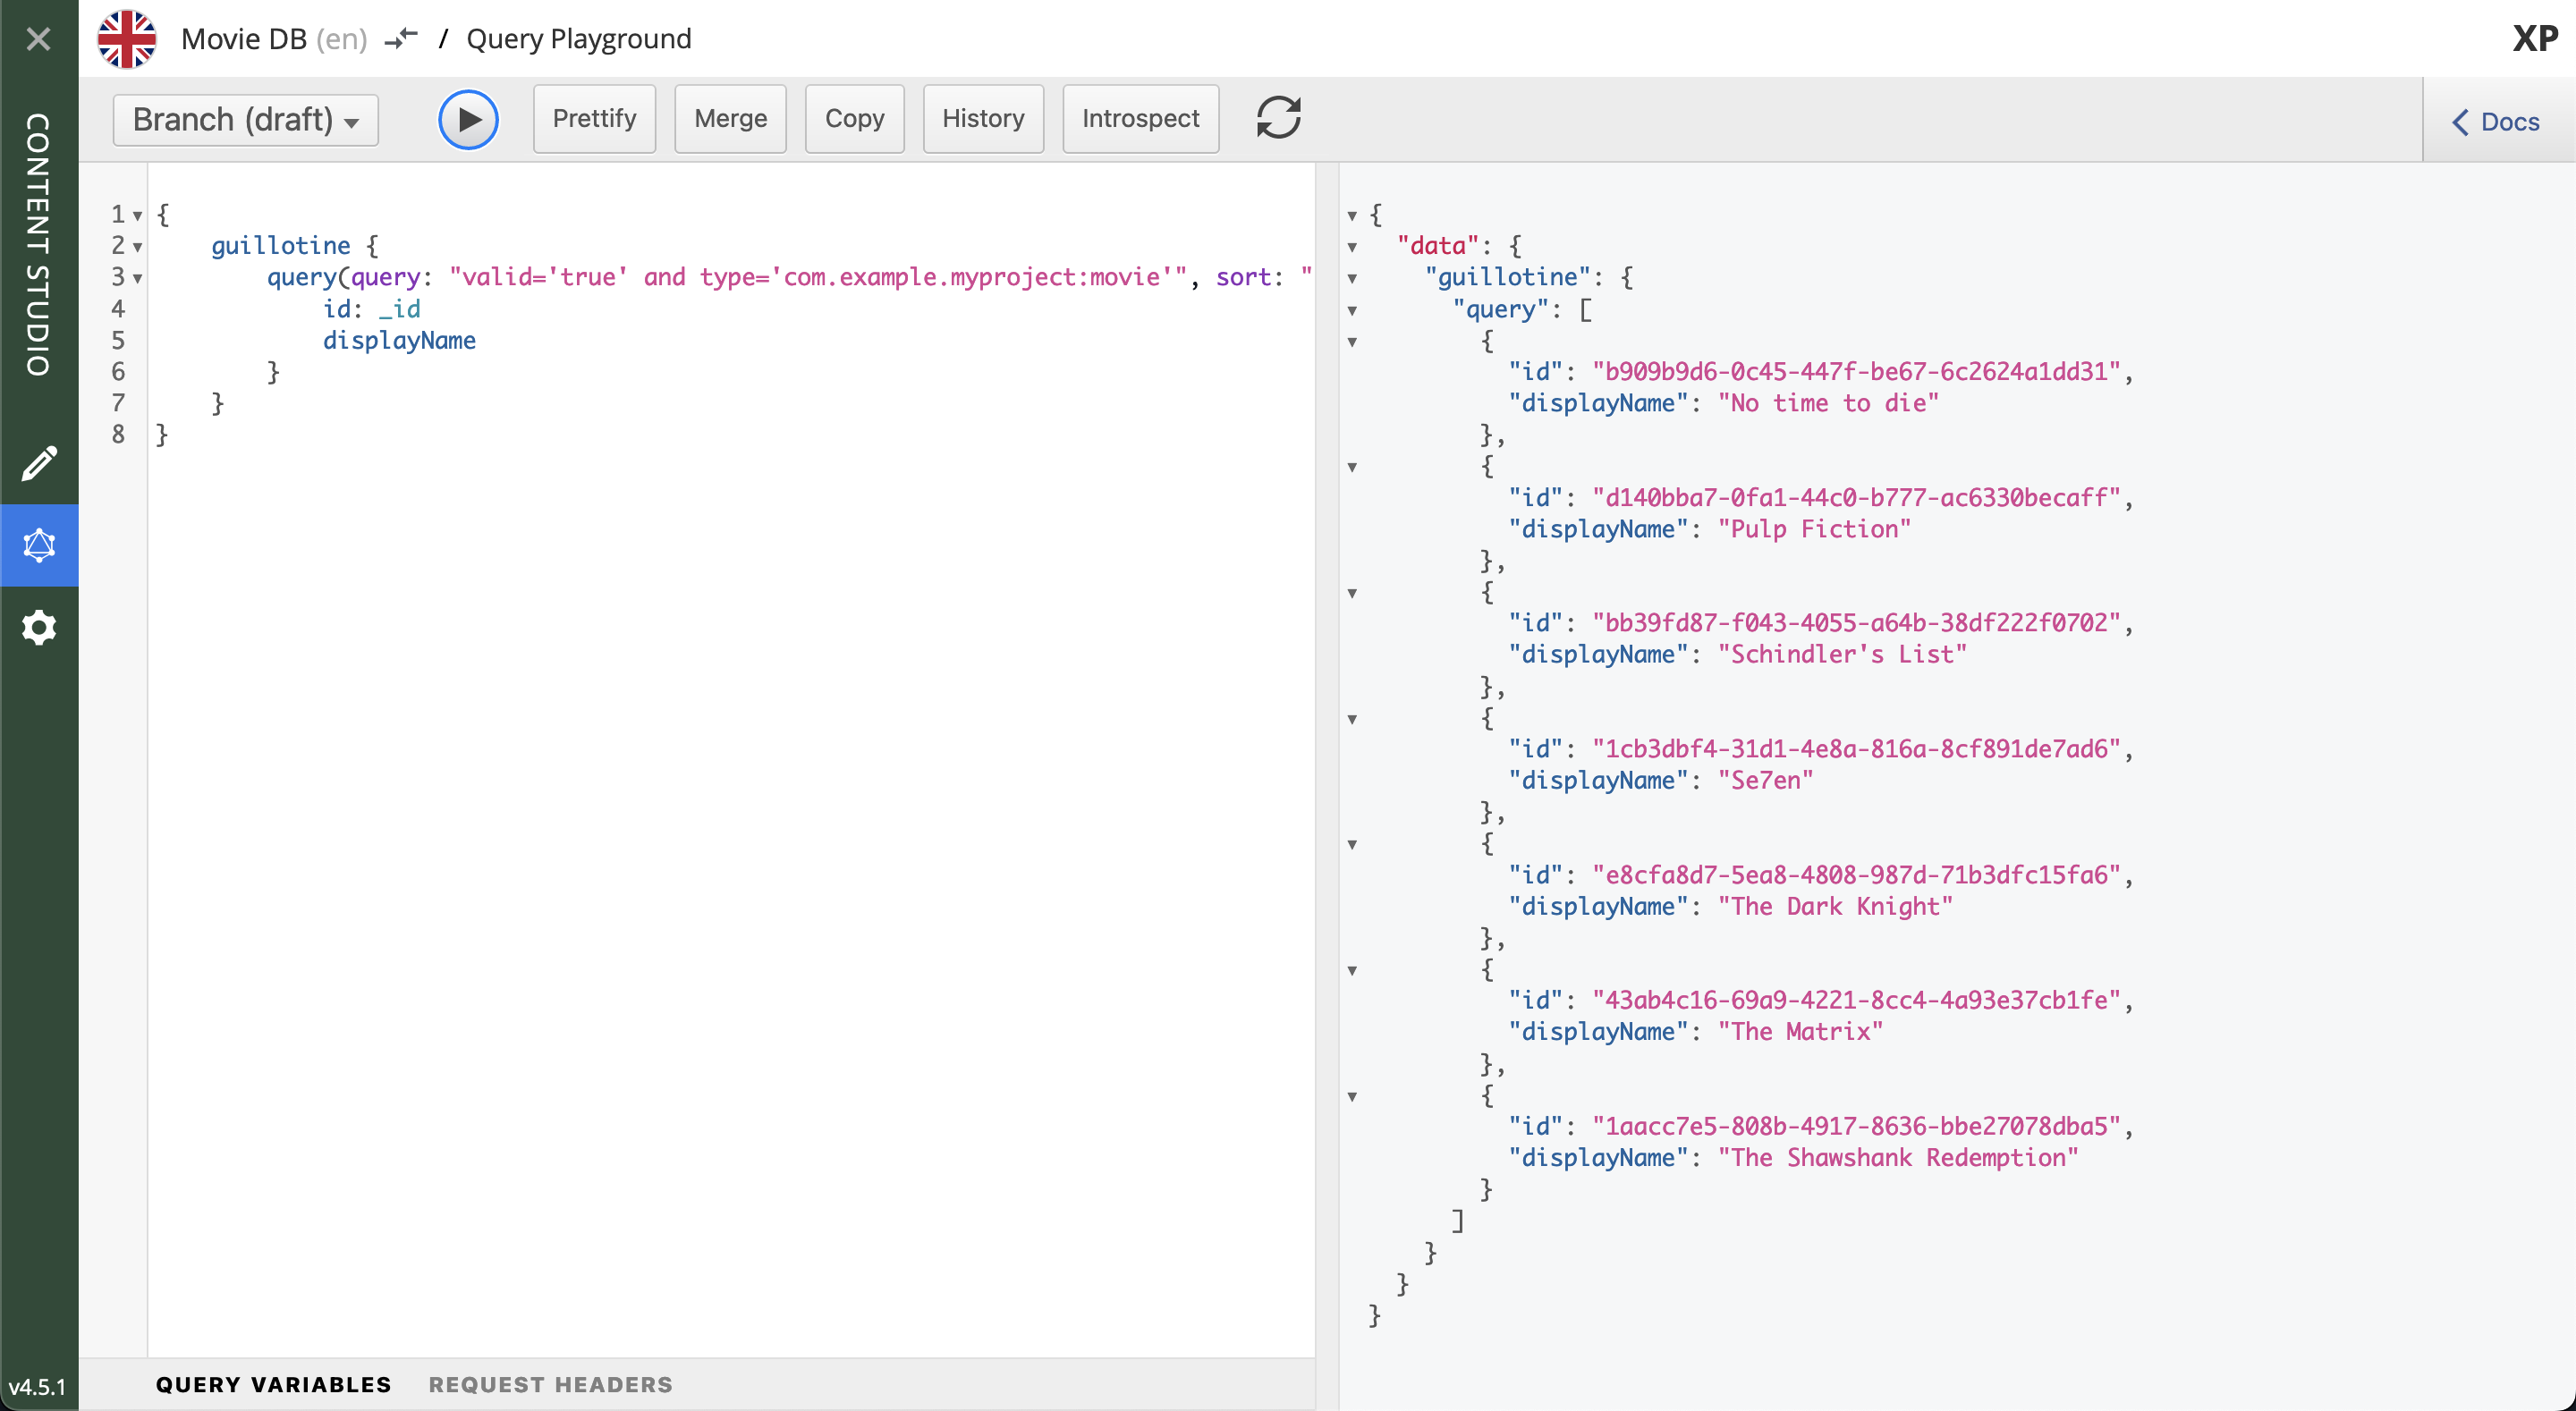 Movie DB (en) / Query Playground
XP
CONTENT STUDIO
v4.5.1
Branch (draft)
Prettify
Merge
Copy
History
Introspect
Docs
1 {
2     guillotine {
3         query(query: "valid='true' and type='com.example.myproject:movie'", sort: "
4             id: _id
5             displayName
6         }
7     }
8 }
QUERY VARIABLES
REQUEST HEADERS
{
  "data": {
    "guillotine": {
      "query": [
        {
          "id": "b909b9d6-0c45-447f-be67-6c2624a1dd31",
          "displayName": "No time to die"
        },
        {
          "id": "d140bba7-0fa1-44c0-b777-ac6330becaff",
          "displayName": "Pulp Fiction"
        },
        {
          "id": "bb39fd87-f043-4055-a64b-38df222f0702",
          "displayName": "Schindler's List"
        },
        {
          "id": "1cb3dbf4-31d1-4e8a-816a-8cf891de7ad6",
          "displayName": "Se7en"
        },
        {
          "id": "e8cfa8d7-5ea8-4808-987d-71b3dfc15fa6",
          "displayName": "The Dark Knight"
        },
        {
          "id": "43ab4c16-69a9-4221-8cc4-4a93e37cb1fe",
          "displayName": "The Matrix"
        },
        {
          "id": "1aacc7e5-808b-4917-8636-bbe27078dba5",
          "displayName": "The Shawshank Redemption"
        }
      ]
    }
  }
}